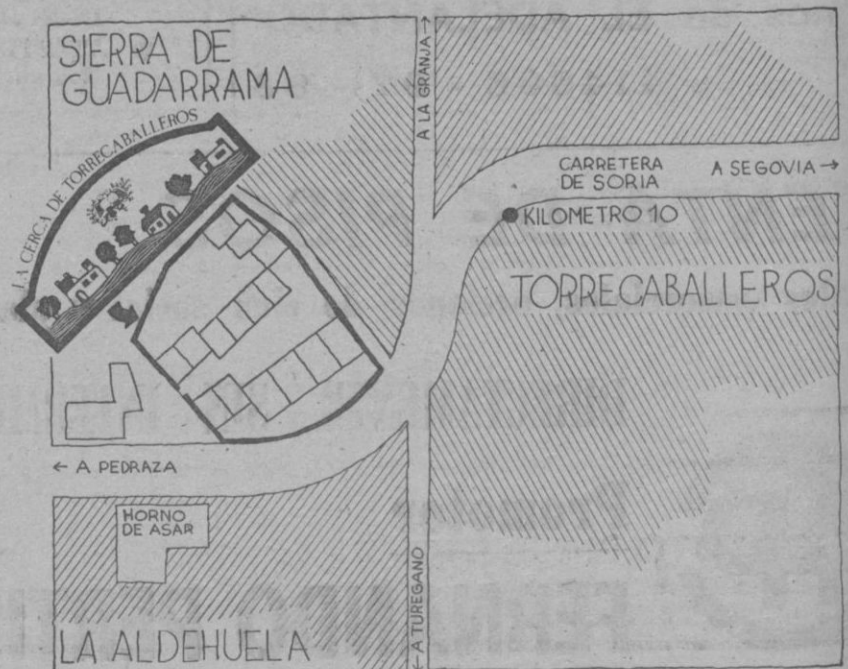 SIERRA DE
GUADARRAMA
LA CERCA DE TORRECABALLEROS
A LA GRANJA →
CARRETERA
DE SORIA
A SEGOVIA →
KILOMETRO 10
TORRECABALLEROS
← A PEDRAZA
HORNO
DE ASAR
← A TUREGANO
LA ALDEHUELA